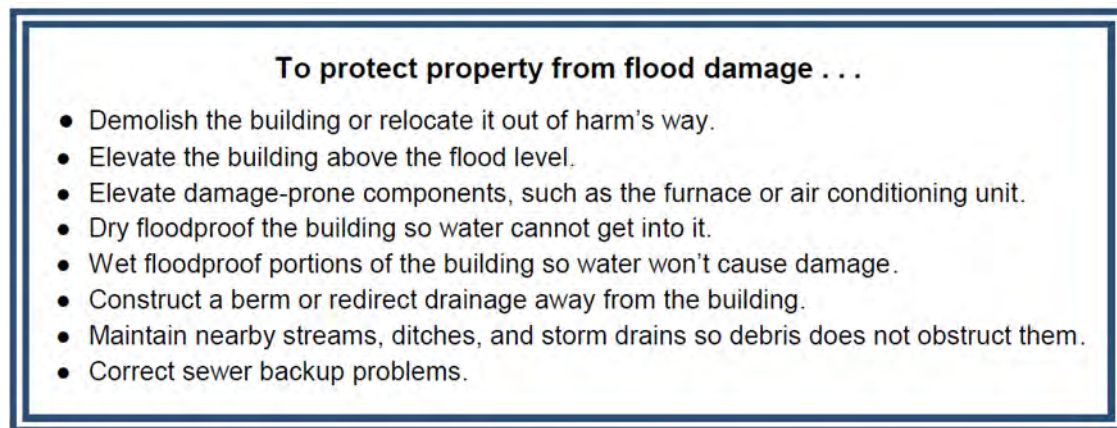 To protect property from flood damage . . .
● Demolish the building or relocate it out of harm's way.
● Elevate the building above the flood level.
● Elevate damage-prone components, such as the furnace or air conditioning unit.
● Dry floodproof the building so water cannot get into it.
● Wet floodproof portions of the building so water won't cause damage.
● Construct a berm or redirect drainage away from the building.
● Maintain nearby streams, ditches, and storm drains so debris does not obstruct them.
● Correct sewer backup problems.